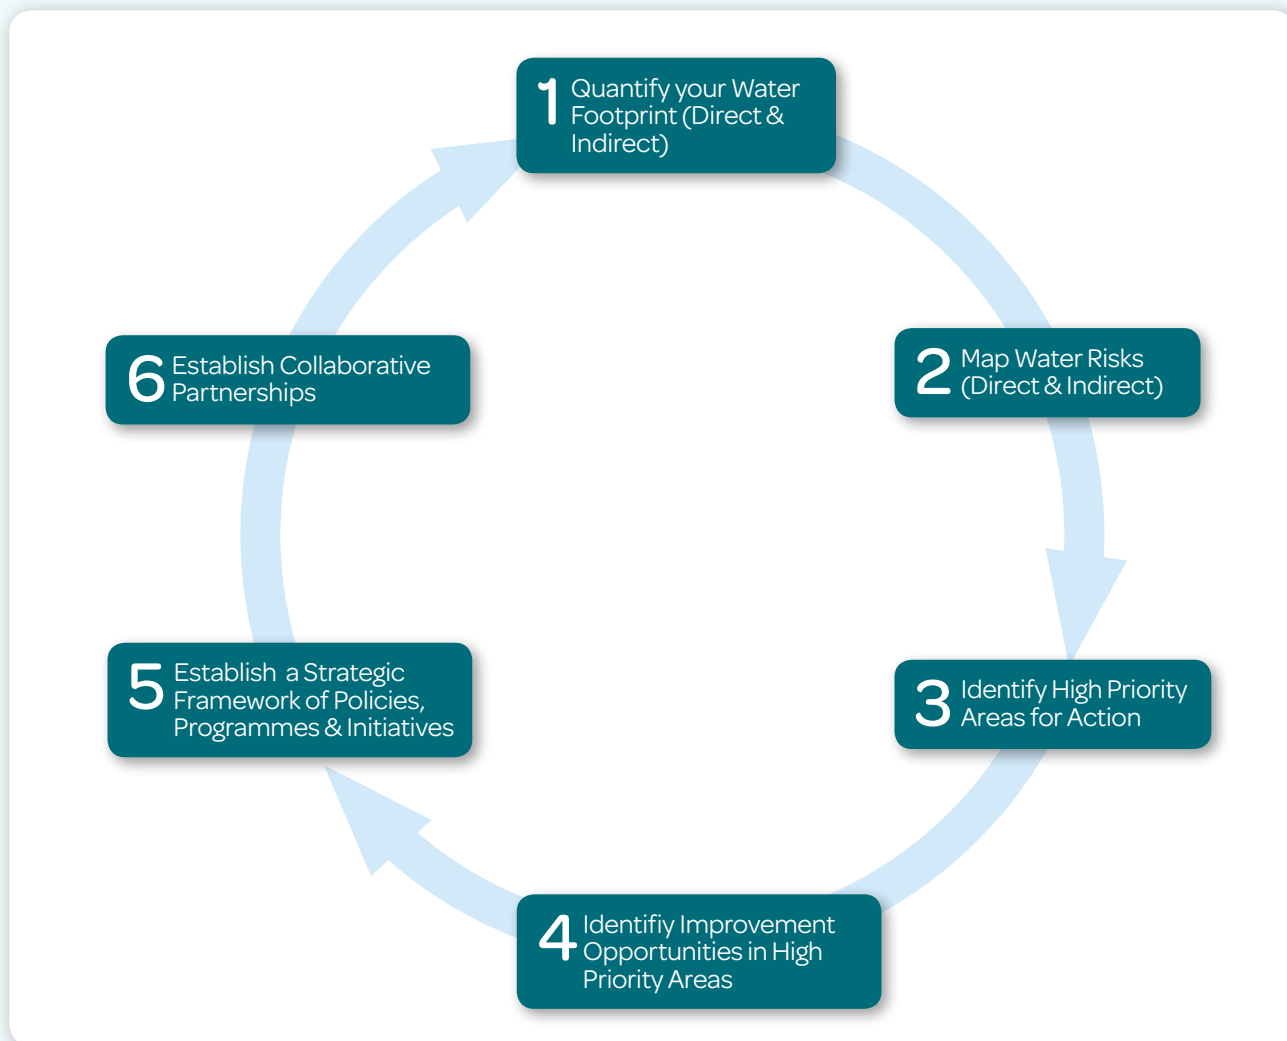 1 Quantify your Water
Footprint (Direct &
Indirect)
2 Map Water Risks
(Direct & Indirect)
3 Identify High Priority
Areas for Action
4 Identifiy Improvement
Opportunities in High
Priority Areas
5 Establish a Strategic
Framework of Policies,
Programmes & Initiatives
6 Establish Collaborative
Partnerships